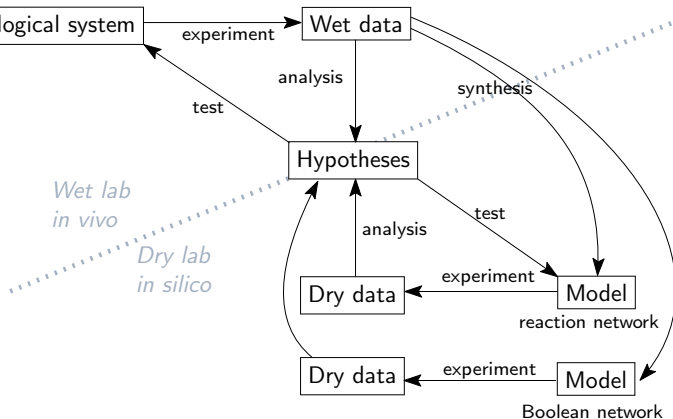 logical system
experiment
Wet data
analysis
synthesis
test
Hypotheses
Wet lab
in vivo
test
analysis
Dry lab
in silico
experiment
Dry data
Model
reaction network
experiment
Dry data
Model
Boolean network